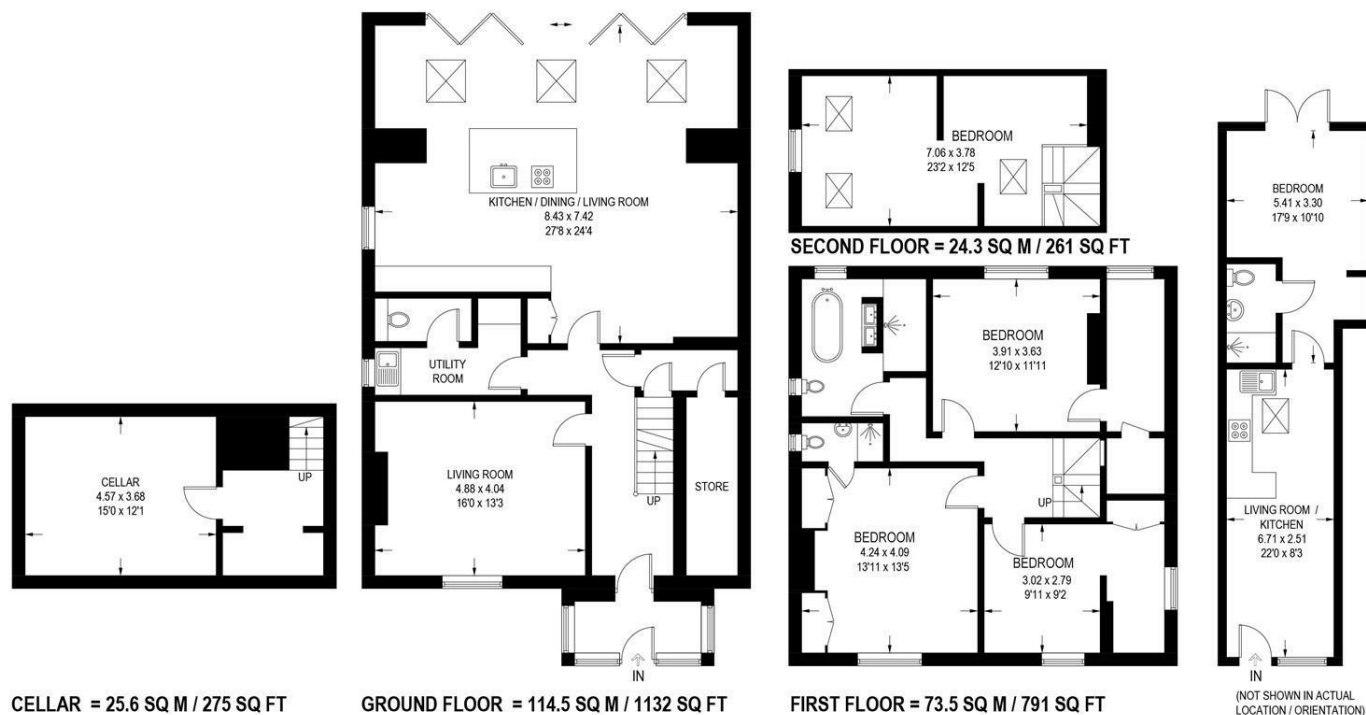 CELLAR
4.57 x 3.68
15'0 x 12'1
UP
CELLAR = 25.6 SQ M / 275 SQ FT
KITCHEN / DINING / LIVING ROOM
8.43 x 7.42
27'8 x 24'4
UTILITY
ROOM
LIVING ROOM
4.88 x 4.04
16'0 x 13'3
UP
STORE
IN
GROUND FLOOR = 114.5 SQ M / 1132 SQ FT
BEDROOM
7.06 x 3.78
23'2 x 12'5
SECOND FLOOR = 24.3 SQ M / 261 SQ FT
BEDROOM
3.91 x 3.63
12'10 x 11'11
UP
BEDROOM
4.24 x 4.09
13'11 x 13'5
BEDROOM
3.02 x 2.79
9'11 x 9'2
FIRST FLOOR = 73.5 SQ M / 791 SQ FT
BEDROOM
5.41 x 3.30
17'9 x 10'10
LIVING ROOM /
KITCHEN
6.71 x 2.51
22'0 x 8'3
IN
(NOT SHOWN IN ACTUAL
LOCATION / ORIENTATION)